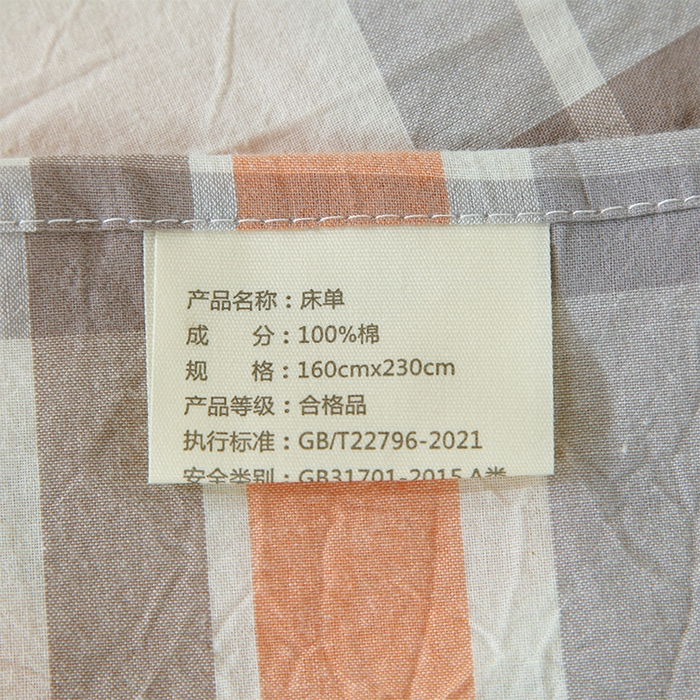 产品名称：床单
成 分：100%棉
规 格：160cmx230cm
产品等级：合格品
执行标准：GB/T22796-2021
安全类别：GB31701-2015 A类